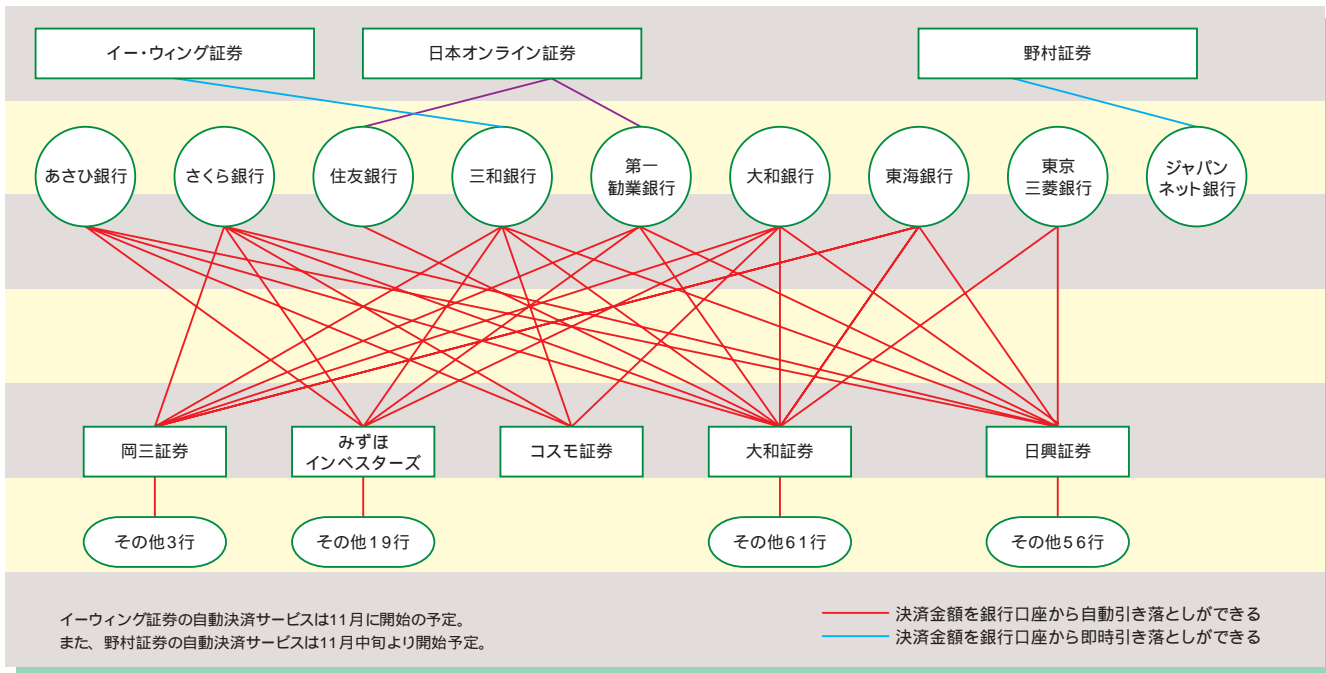 イー・ウィング証券
日本オンライン証券
野村証券
あさひ銀行
さくら銀行
住友銀行
三和銀行
第一
勧業銀行
大和銀行
東海銀行
東京
三菱銀行
ジャパン
ネット銀行
岡三証券
みずほ
インベスターズ
コスモ証券
大和証券
日興証券
その他3行
その他19行
その他61行
その他56行
イーウィング証券の自動決済サービスは11月に開始の予定。
また、野村証券の自動決済サービスは11月中旬より開始予定。
決済金額を銀行口座から自動引き落としができる
決済金額を銀行口座から即時引き落としができる